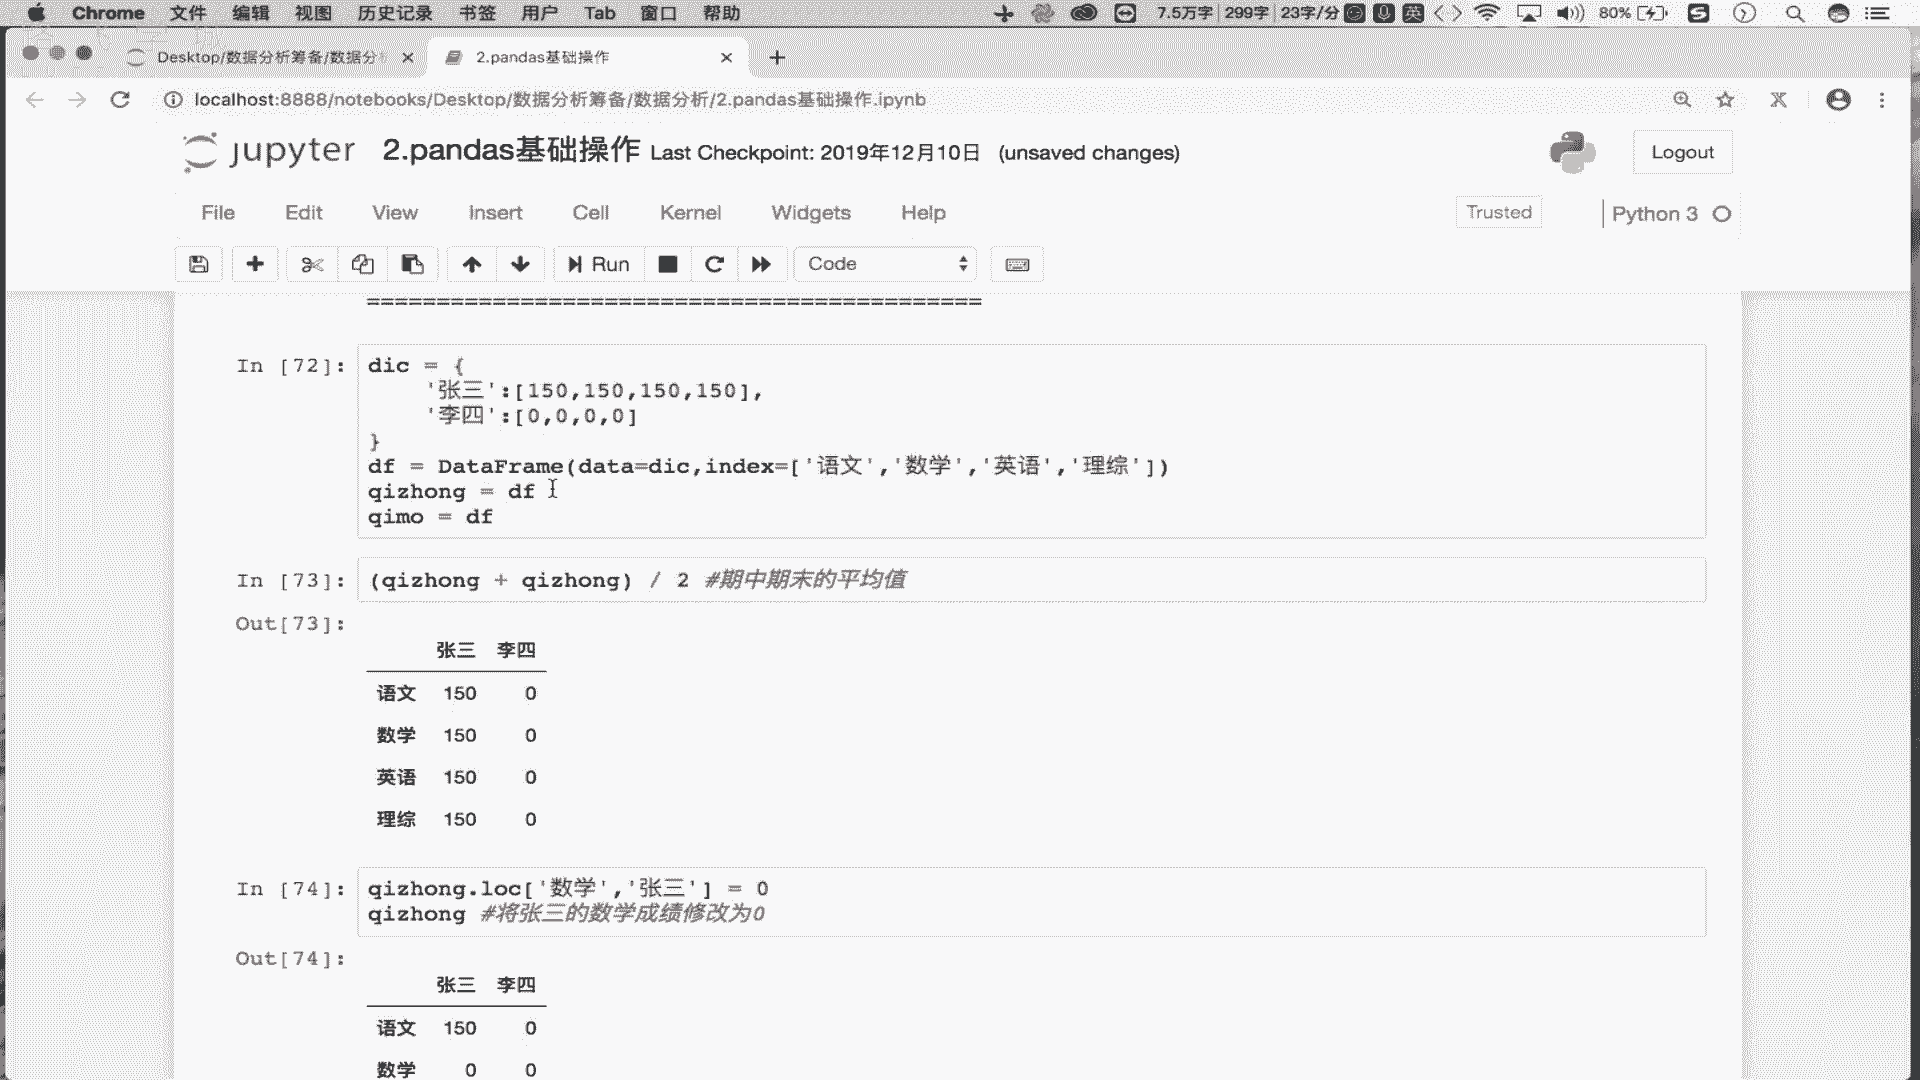 Chrome 文件 编辑 视图 历史记录 书签 用户 Tab 窗口 帮助 7.5万字 299字 23字/分 英 80%
Desktop/数据分析筹备/数据分 2.pandas基础操作
localhost:8888/notebooks/Desktop/数据分析筹备/数据分析/2.pandas基础操作.ipynb
jupyter 2.pandas基础操作 Last Checkpoint: 2019年12月10日 (unsaved changes) Logout
File Edit View Insert Cell Kernel Widgets Help Trusted Python 3
Run Code
============================================
In [72]: dic = {
'张三':[150,150,150,150],
'李四':[0,0,0,0]
}
df = DataFrame(data=dic,index=['语文','数学','英语','理综'])
qizhong = df
qimo = df
In [73]: (qizhong + qizhong) / 2 #期中期末的平均值
Out[73]:
张三 李四
语文 150 0
数学 150 0
英语 150 0
理综 150 0
In [74]: qizhong.loc['数学','张三'] = 0
qizhong #将张三的数学成绩修改为0
Out[74]:
张三 李四
语文 150 0
数学 0 0